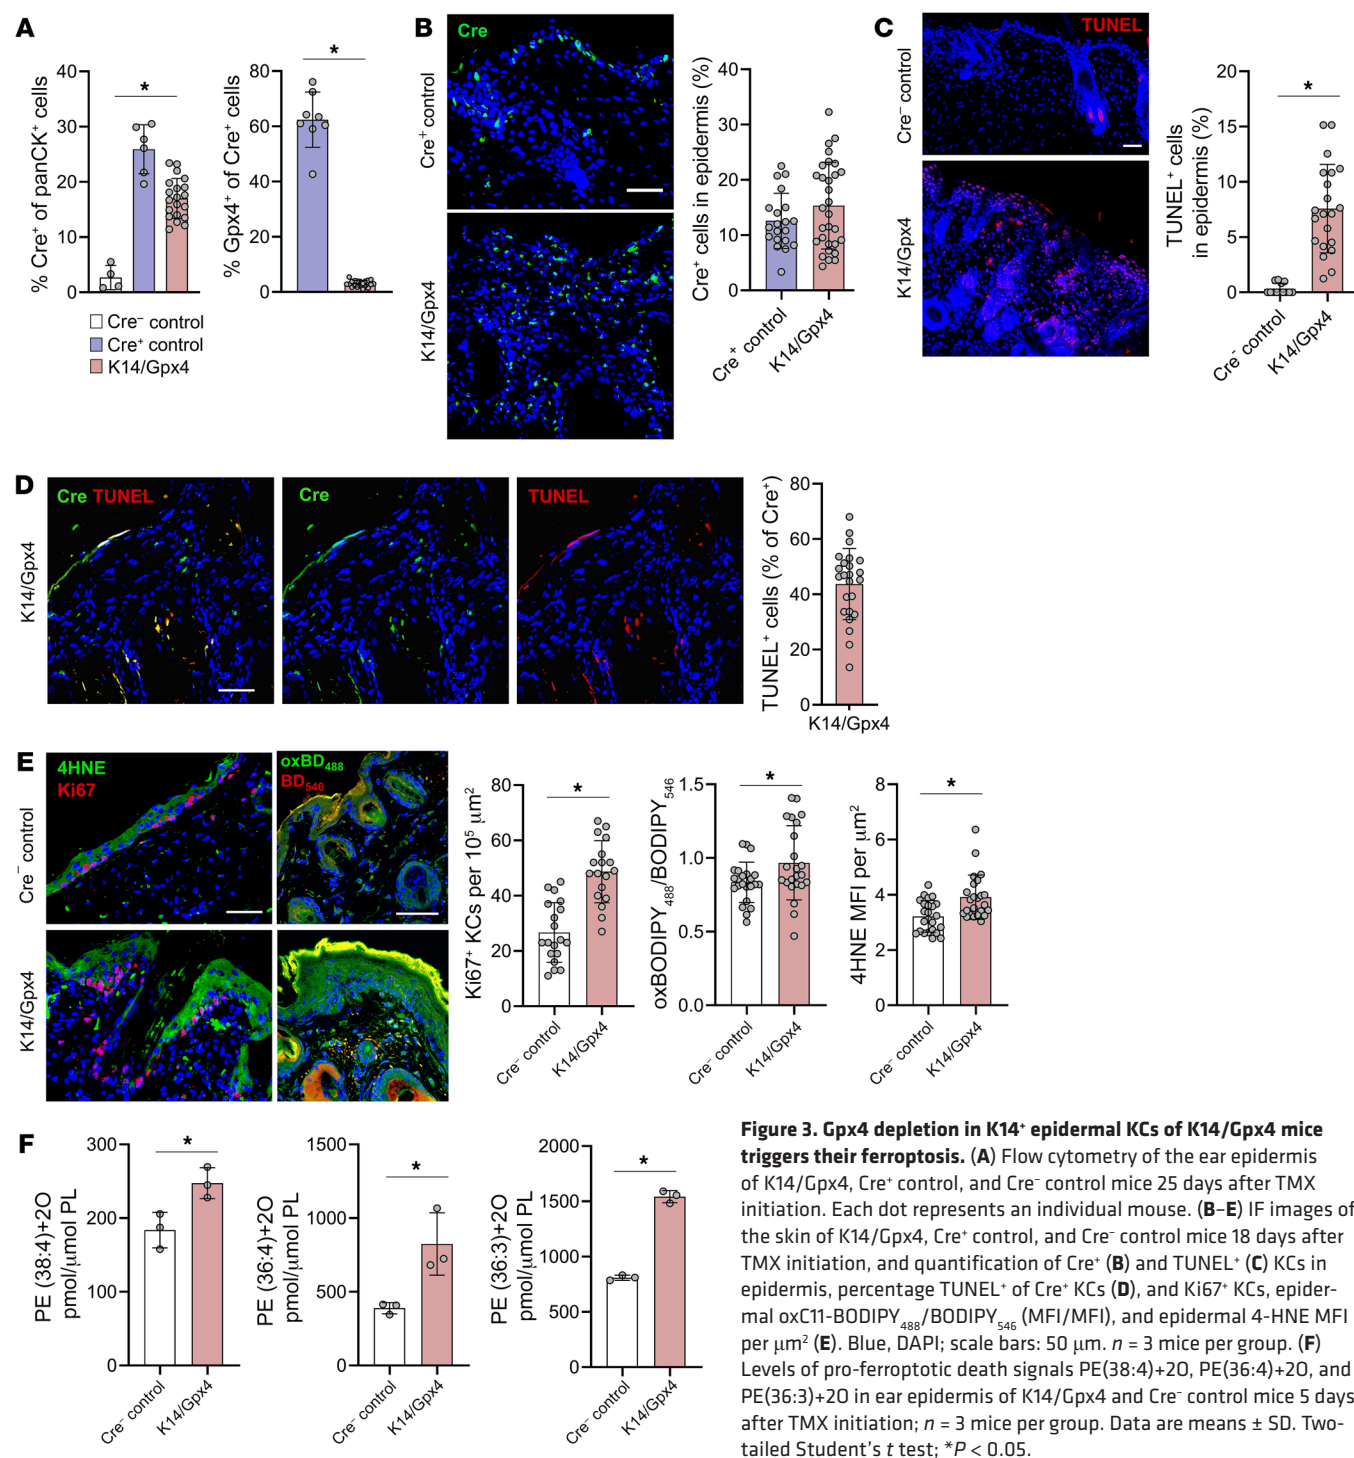 A
% Cre⁺ of panCK⁺ cells
40
30
20
10
0
*
% Gpx4⁺ of Cre⁺ cells
80
60
40
20
0
*
Cre⁻ control
Cre⁺ control
K14/Gpx4
B
Cre
Cre⁺ control
K14/Gpx4
Cre⁺ cells in epidermis (%)
40
30
20
10
0
Cre⁺ control
K14/Gpx4
C
TUNEL
Cre⁻ control
K14/Gpx4
TUNEL⁺ cells
in epidermis (%)
20
15
10
5
0
*
Cre⁻ control
K14/Gpx4
D
Cre TUNEL
Cre
TUNEL
K14/Gpx4
TUNEL⁺ cells (% of Cre⁺)
80
60
40
20
0
K14/Gpx4
E
4HNE
Ki67
oxBD₄₈₈
BD₅₄₆
Cre⁻ control
K14/Gpx4
Ki67⁺ KCs per 10⁵ μm²
80
60
40
20
0
*
Cre⁻ control
K14/Gpx4
oxBODIPY₄₈₈/BODIPY₅₄₆
1.5
1.0
0.5
0.0
*
Cre⁻ control
K14/Gpx4
4HNE MFI per μm²
8
6
4
2
0
*
Cre⁻ control
K14/Gpx4
F
PE (38:4)+2O
pmol/μmol PL
300
200
100
0
*
Cre⁻ control
K14/Gpx4
PE (36:4)+2O
pmol/μmol PL
1500
1000
500
0
*
Cre⁻ control
K14/Gpx4
PE (36:3)+2O
pmol/μmol PL
2000
1500
1000
500
0
*
Cre⁻ control
K14/Gpx4
Figure 3. Gpx4 depletion in K14⁺ epidermal KCs of K14/Gpx4 mice
triggers their ferroptosis. (A) Flow cytometry of the ear epidermis
of K14/Gpx4, Cre⁺ control, and Cre⁻ control mice 25 days after TMX
initiation. Each dot represents an individual mouse. (B–E) IF images of
the skin of K14/Gpx4, Cre⁺ control, and Cre⁻ control mice 18 days after
TMX initiation, and quantification of Cre⁺ (B) and TUNEL⁺ (C) KCs in
epidermis, percentage TUNEL⁺ of Cre⁺ KCs (D), and Ki67⁺ KCs, epider-
mal oxC11-BODIPY₄₈₈/BODIPY₅₄₆ (MFI/MFI), and epidermal 4-HNE MFI
per μm² (E). Blue, DAPI; scale bars: 50 μm. n = 3 mice per group. (F)
Levels of pro-ferroptotic death signals PE(38:4)+2O, PE(36:4)+2O, and
PE(36:3)+2O in ear epidermis of K14/Gpx4 and Cre⁻ control mice 5 days
after TMX initiation; n = 3 mice per group. Data are means ± SD. Two-
tailed Student’s t test; *P < 0.05.